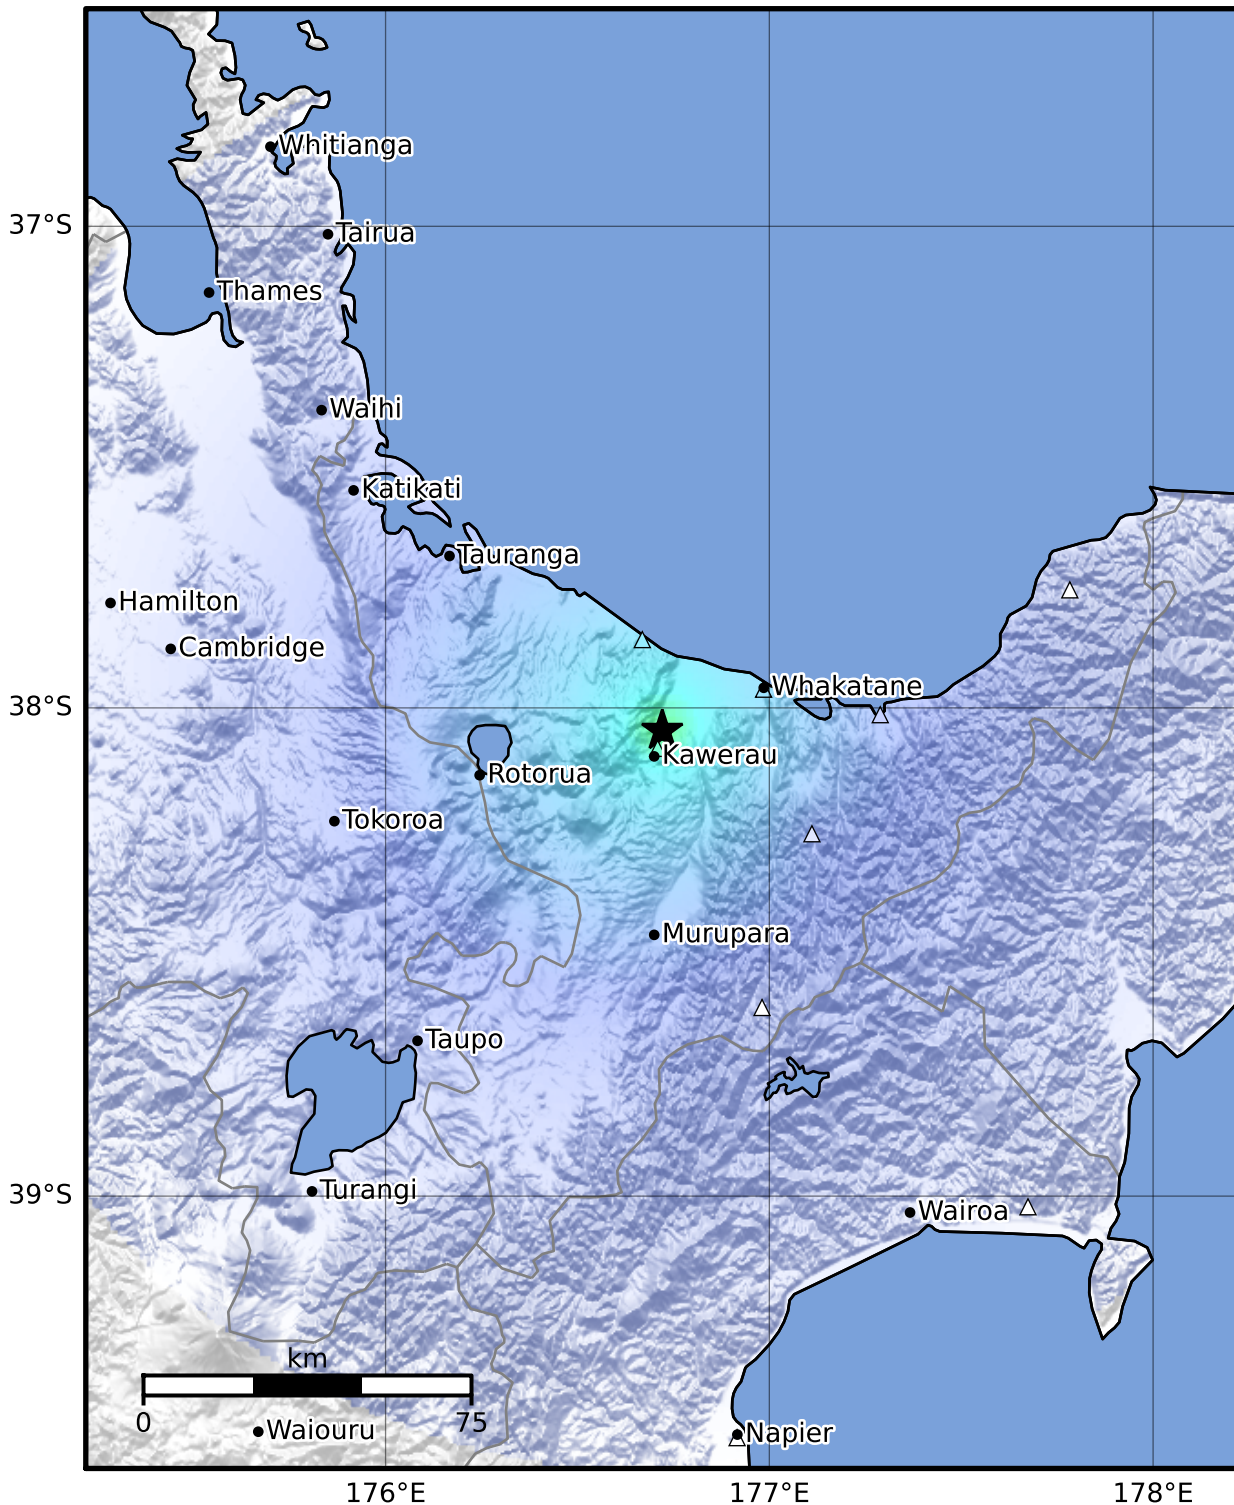 Whitianga
37°S
Tairua
Thames
Waihi
Katikati
Tauranga
Hamilton
Cambridge
Whakatane
38°S
Kawerau
Rotorua
Tokoroa
Murupara
Taupo
Turangi
39°S
Wairoa
km
0
75
Waiouru
Napier
176°E
177°E
178°E